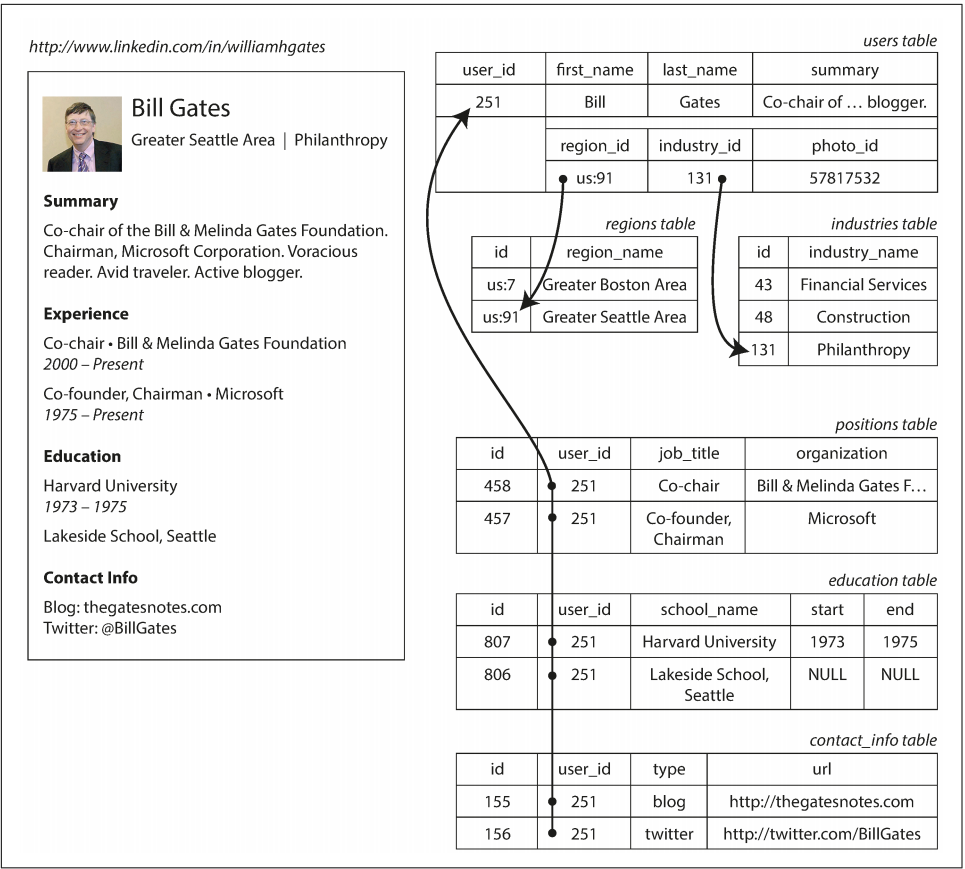 http://www.linkedin.com/in/williamhgates
Bill Gates
Greater Seattle Area | Philanthropy
Summary
Co-chair of the Bill & Melinda Gates Foundation.
Chairman, Microsoft Corporation. Voracious
reader. Avid traveler. Active blogger.
Experience
Co-chair • Bill & Melinda Gates Foundation
2000 – Present
Co-founder, Chairman • Microsoft
1975 – Present
Education
Harvard University
1973 – 1975
Lakeside School, Seattle
Contact Info
Blog: thegatesnotes.com
Twitter: @BillGates
users table
user_id first_name last_name summary
251 Bill Gates Co-chair of … blogger.
region_id industry_id photo_id
us:91 131 57817532
regions table
id region_name
us:7 Greater Boston Area
us:91 Greater Seattle Area
industries table
id industry_name
43 Financial Services
48 Construction
131 Philanthropy
positions table
id user_id job_title organization
458 251 Co-chair Bill & Melinda Gates F…
457 251 Co-founder, Microsoft
Chairman
education table
id user_id school_name start end
807 251 Harvard University 1973 1975
806 251 Lakeside School, NULL NULL
Seattle
contact_info table
id user_id type url
155 251 blog http://thegatesnotes.com
156 251 twitter http://twitter.com/BillGates